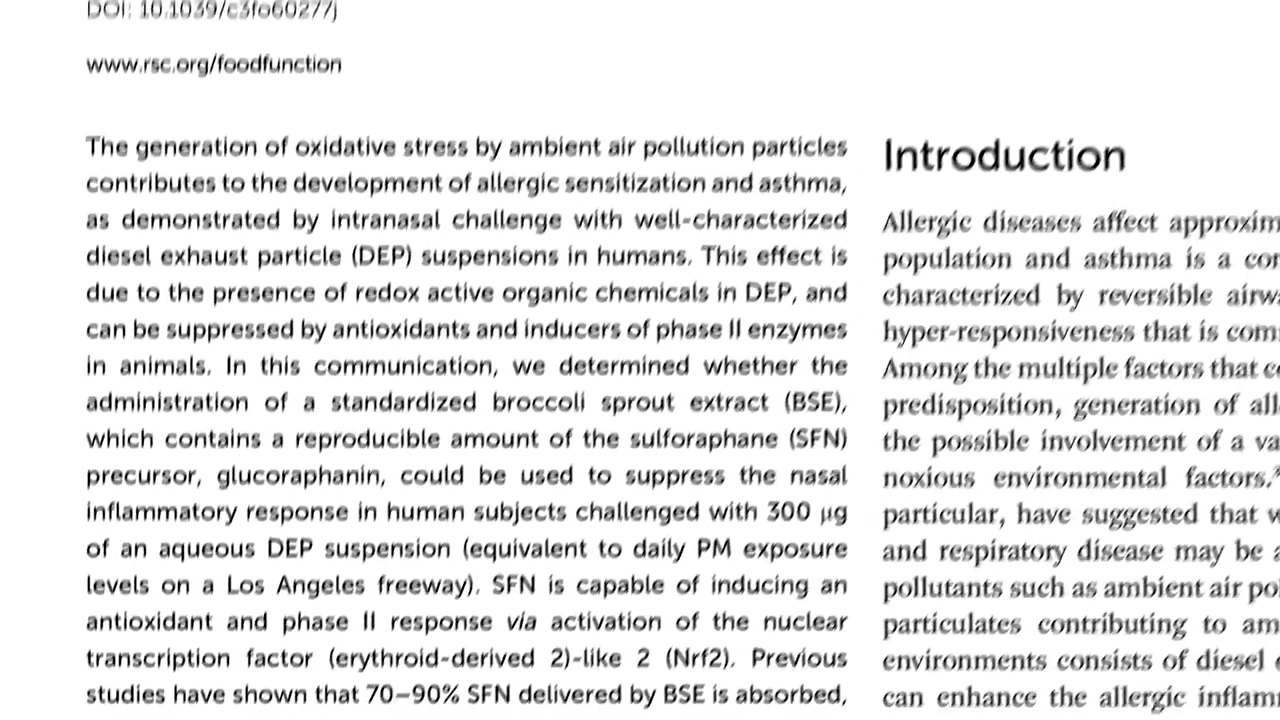 DOI: 10.1039/c3fo60277j
www.rsc.org/foodfunction
The generation of oxidative stress by ambient air pollution particles
contributes to the development of allergic sensitization and asthma,
as demonstrated by intranasal challenge with well-characterized
diesel exhaust particle (DEP) suspensions in humans. This effect is
due to the presence of redox active organic chemicals in DEP, and
can be suppressed by antioxidants and inducers of phase II enzymes
in animals. In this communication, we determined whether the
administration of a standardized broccoli sprout extract (BSE),
which contains a reproducible amount of the sulforaphane (SFN)
precursor, glucoraphanin, could be used to suppress the nasal
inflammatory response in human subjects challenged with 300 μg
of an aqueous DEP suspension (equivalent to daily PM exposure
levels on a Los Angeles freeway). SFN is capable of inducing an
antioxidant and phase II response via activation of the nuclear
transcription factor (erythroid-derived 2)-like 2 (Nrf2). Previous
studies have shown that 70–90% SFN delivered by BSE is absorbed,
Introduction
Allergic diseases affect
population and asthma is a
characterized by reversible
hyper-responsiveness that is
Among the multiple factors that
predisposition, generation of
the possible involvement of a
noxious environmental factors.
particular, have suggested that
and respiratory disease may be
pollutants such as ambient air
particulates contributing to
environments consists of diesel
can enhance the allergic